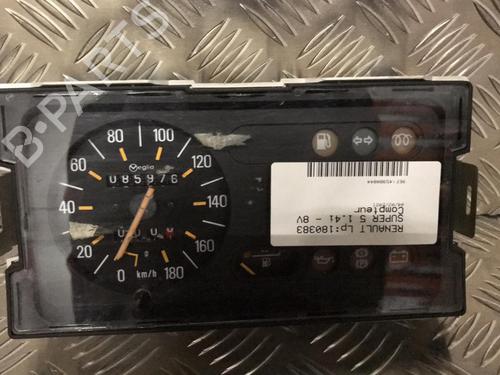 B-PARTS
80 100
60 120
40 140
20 160
0 km/h 180
Veglia
085976
RENAULT Lp:180383
SUPER 5 1.4i - 8V
Compteur